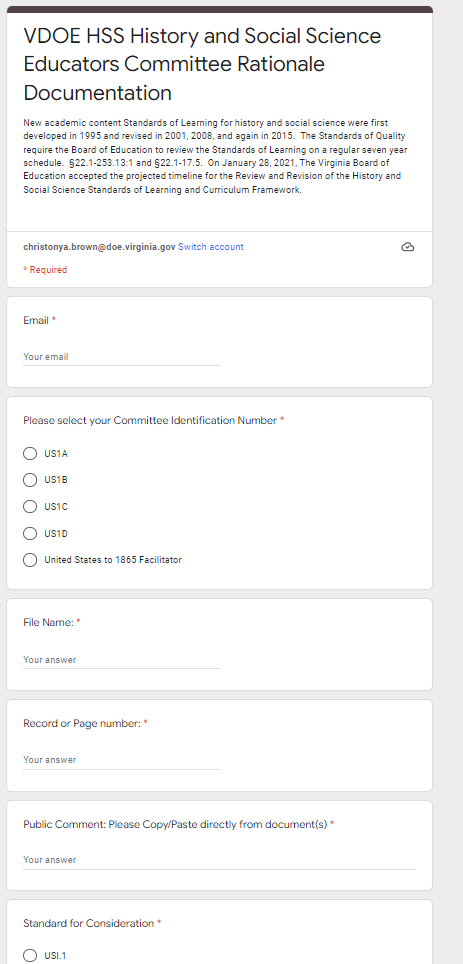 VDOE HSS History and Social Science
Educators Committee Rationale
Documentation
New academic content Standards of Learning for history and social science were first
developed in 1995 and revised in 2001, 2008, and again in 2015. The Standards of Quality
require the Board of Education to review the Standards of Learning on a regular seven year
schedule. §22.1-253.13:1 and §22.1-17.5. On January 28, 2021, The Virginia Board of
Education accepted the projected timeline for the Review and Revision of the History and
Social Science Standards of Learning and Curriculum Framework.
christonya.brown@doe.virginia.gov Switch account
* Required
Email *
Your email
Please select your Committee Identification Number *
US1A
US1B
US1C
US1D
United States to 1865 Facilitator
File Name: *
Your answer
Record or Page number: *
Your answer
Public Comment: Please Copy/Paste directly from document(s) *
Your answer
Standard for Consideration *
USI.1